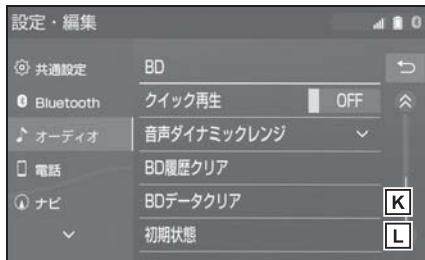 設定・編集
共通設定
Bluetooth
オーディオ
電話
ナビ
BD
クイック再生 OFF
音声ダイナミックレンジ
BD履歴クリア
BDデータクリア
K
初期状態
L